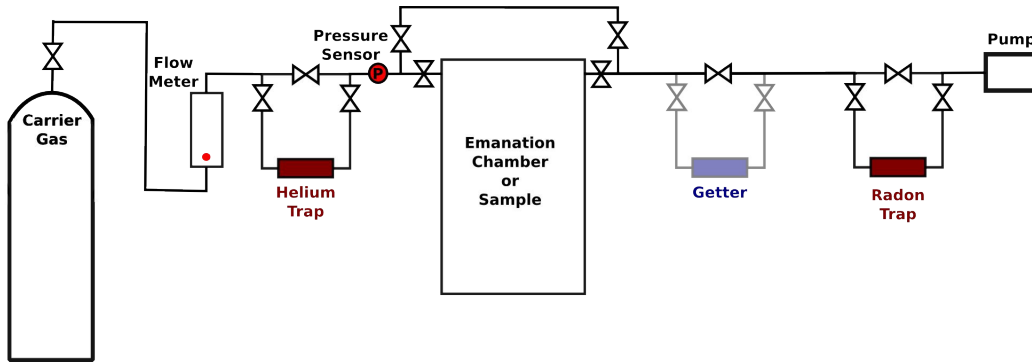 Carrier
Gas
Flow
Meter
Helium
Trap
Pressure
Sensor
P
Emanation
Chamber
or
Sample
Getter
Radon
Trap
Pump